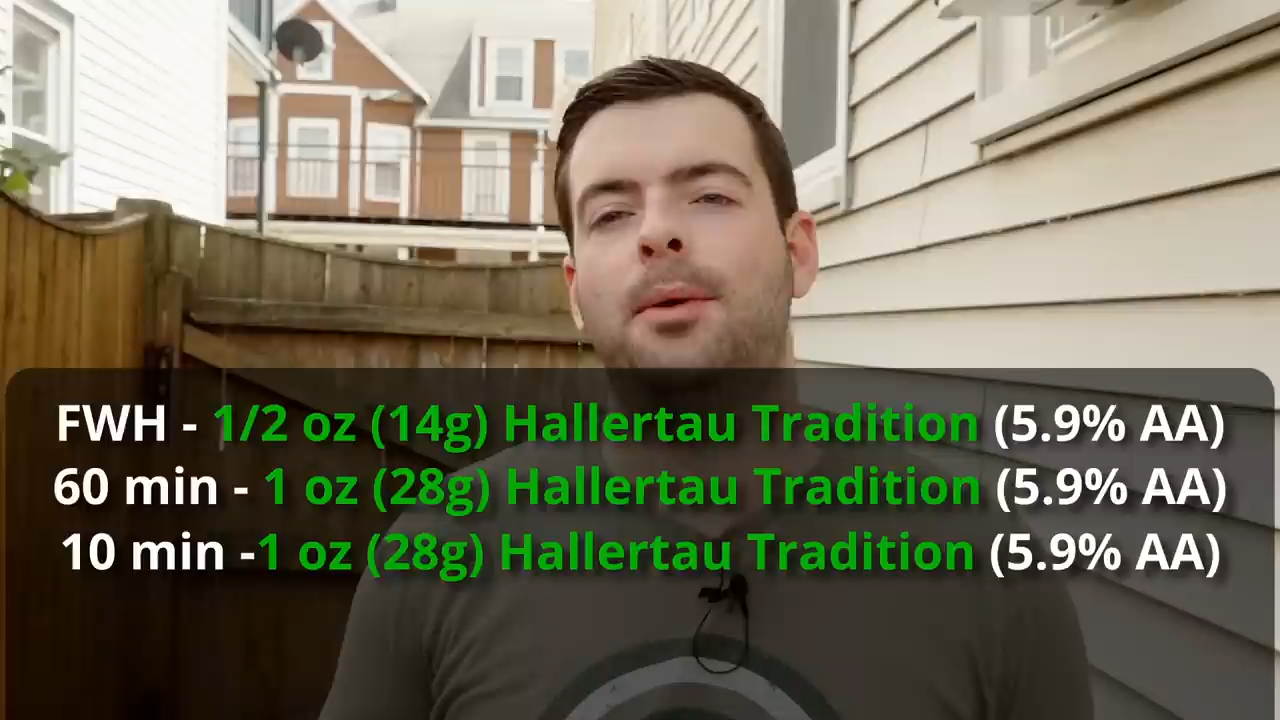 FWH - 1/2 oz (14g) Hallertau Tradition (5.9% AA)
60 min - 1 oz (28g) Hallertau Tradition (5.9% AA)
10 min -1 oz (28g) Hallertau Tradition (5.9% AA)